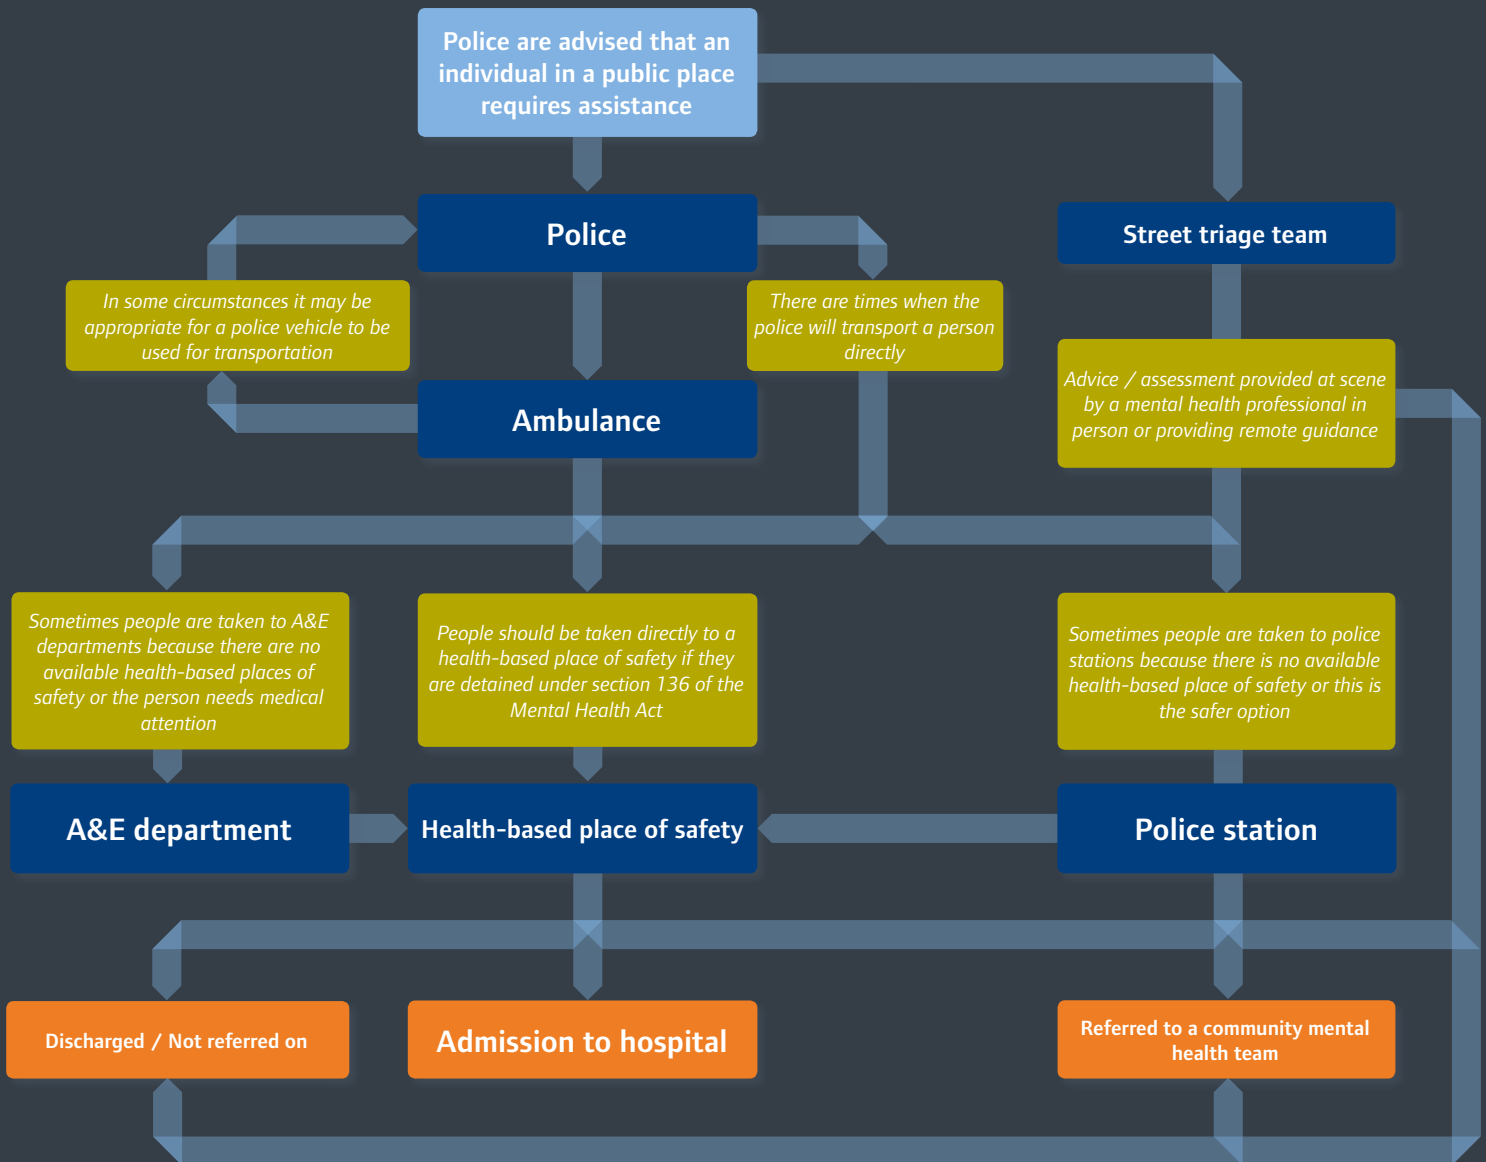 Police are advised that an
individual in a public place
requires assistance
Police
Street triage team
In some circumstances it may be
appropriate for a police vehicle to be
used for transportation
There are times when the
police will transport a person
directly
Advice / assessment provided at scene
by a mental health professional in
person or providing remote guidance
Ambulance
Sometimes people are taken to A&E
departments because there are no
available health-based places of
safety or the person needs medical
attention
People should be taken directly to a
health-based place of safety if they
are detained under section 136 of the
Mental Health Act
Sometimes people are taken to police
stations because there is no available
health-based place of safety or this is
the safer option
A&E department
Health-based place of safety
Police station
Discharged / Not referred on
Admission to hospital
Referred to a community mental
health team